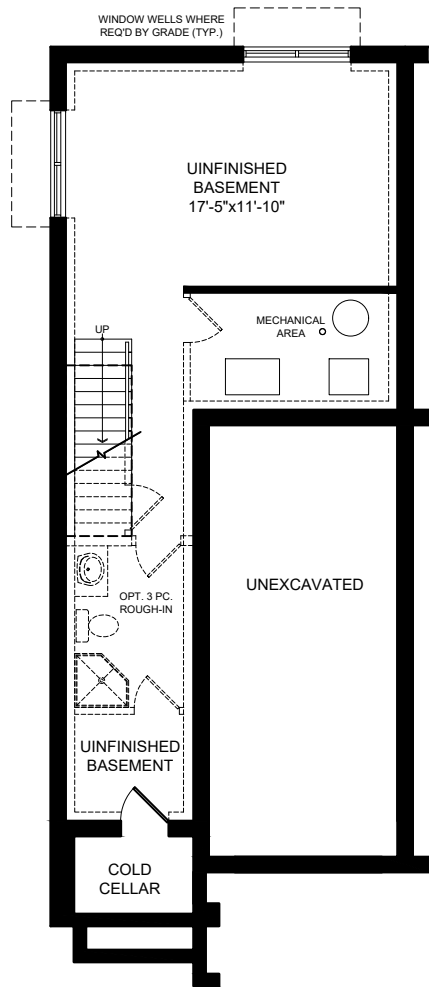 WINDOW WELLS WHERE
REQ'D BY GRADE (TYP.)
UINFINISHED
BASEMENT
17'-5"x11'-10"
MECHANICAL
AREA
UP
UNEXCAVATED
OPT. 3 PC.
ROUGH-IN
UINFINISHED
BASEMENT
COLD
CELLAR